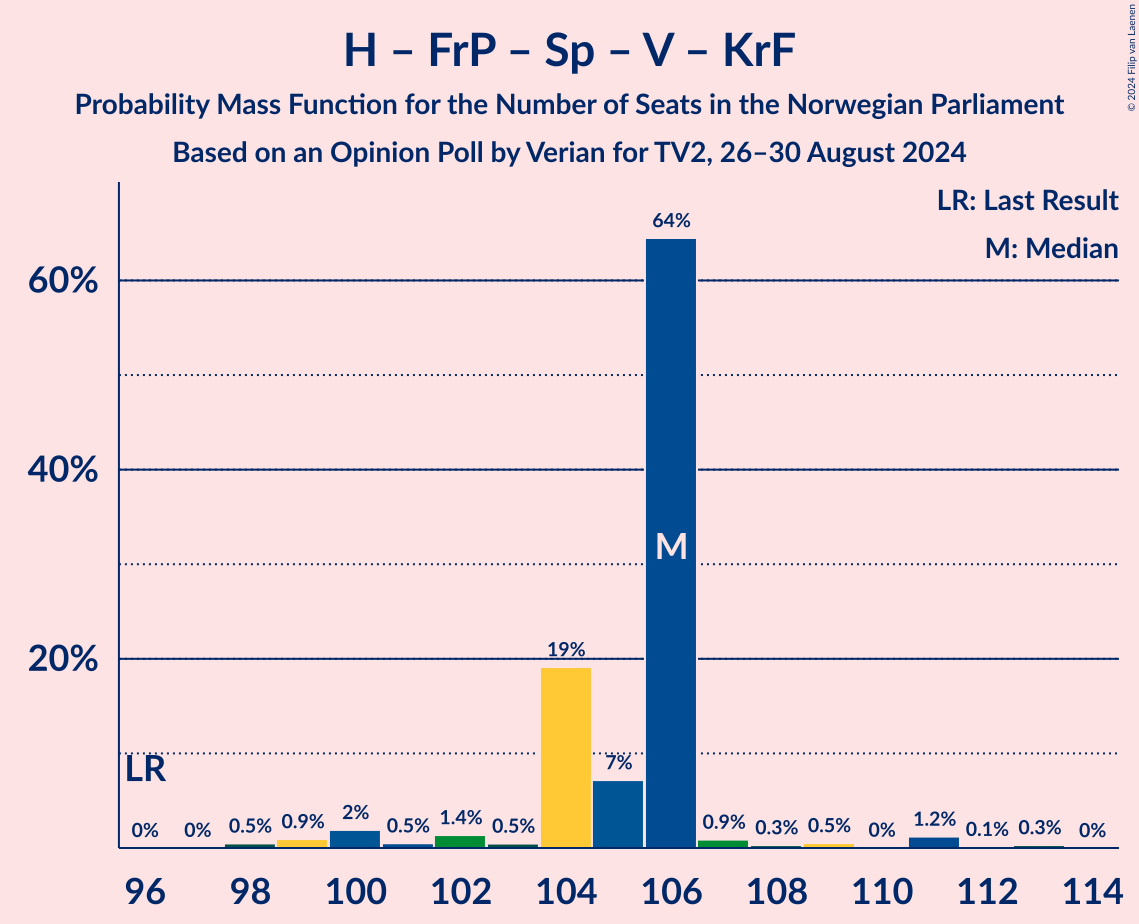 H – FrP – Sp – V – KrF
Probability Mass Function for the Number of Seats in the Norwegian Parliament
Based on an Opinion Poll by Verian for TV2, 26–30 August 2024
© 2024 Filip van Laenen
LR: Last Result
M: Median
64%
60%
40%
M
20%
19%
7%
LR
0% 0% 0.5% 0.9% 2% 0.5% 1.4% 0.5% 0.9% 0.3% 0.5% 0% 1.2% 0.1% 0.3% 0%
96 98 100 102 104 106 108 110 112 114